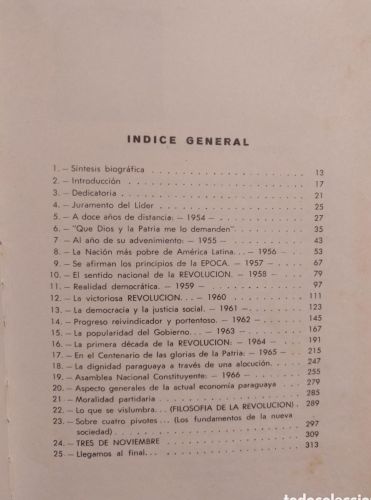 INDICE GENERAL
1. — Síntesis biográfica . . . . . . . . . . . . . . 13
2. — Introducción . . . . . . . . . . . . . . 17
3. — Dedicatoria . . . . . . . . . . . . . . 21
4. — Juramento del Líder . . . . . . . . . . . . 25
5. — A doce años de distancia: — 1954 — . . . . . . . 27
6. — "Que Dios y la Patria me lo demanden" . . . . . . 35
7 — Al año de su advenimiento: — 1955 — . . . . . . 43
8. — La Nación más pobre de América Latina... — 1956 — . . 53
9. — Se afirman los principios de la EPOCA. — 1957 — . . . 67
10. — El sentido nacional de la REVOLUCION. — 1958 — . . . 79
11. — Realidad democrática. — 1959 — . . . . . . . 97
12. — La victoriosa REVOLUCION... — 1960 . . . . . . 111
13. — La democracia y la justicia social. — 1961 — . . . . 123
14. — Progreso reivindicador y portentoso. — 1962 — . . . . 145
15. — La popularidad del Gobierno... — 1963 — . . . . . 167
16. — La primera década de la REVOLUCION: — 1964 — . . . 191
17. — En el Centenario de las glorias de la Patria: — 1965 — . . 215
18. — La dignidad paraguaya a través de una alocución. . . . 247
19. — Asamblea Nacional Constituyente: — 1966 — . . . . 255
20. — Aspecto generales de la actual economía paraguaya . . . 279
21 — Moralidad partidaria . . . . . . . . . . . 285
22. — Lo que se vislumbra... (FILOSOFIA DE LA REVOLUCION) . . 289
23. — Sobre cuatro pivotes... (Los fundamentos de la nueva
sociedad) . . . . . . . . . . . . . . 297
24. — TRES DE NOVIEMBRE . . . . . . . . . . . 309
25. — Llegamos al final... . . . . . . . . . . . 313
todocoleccion